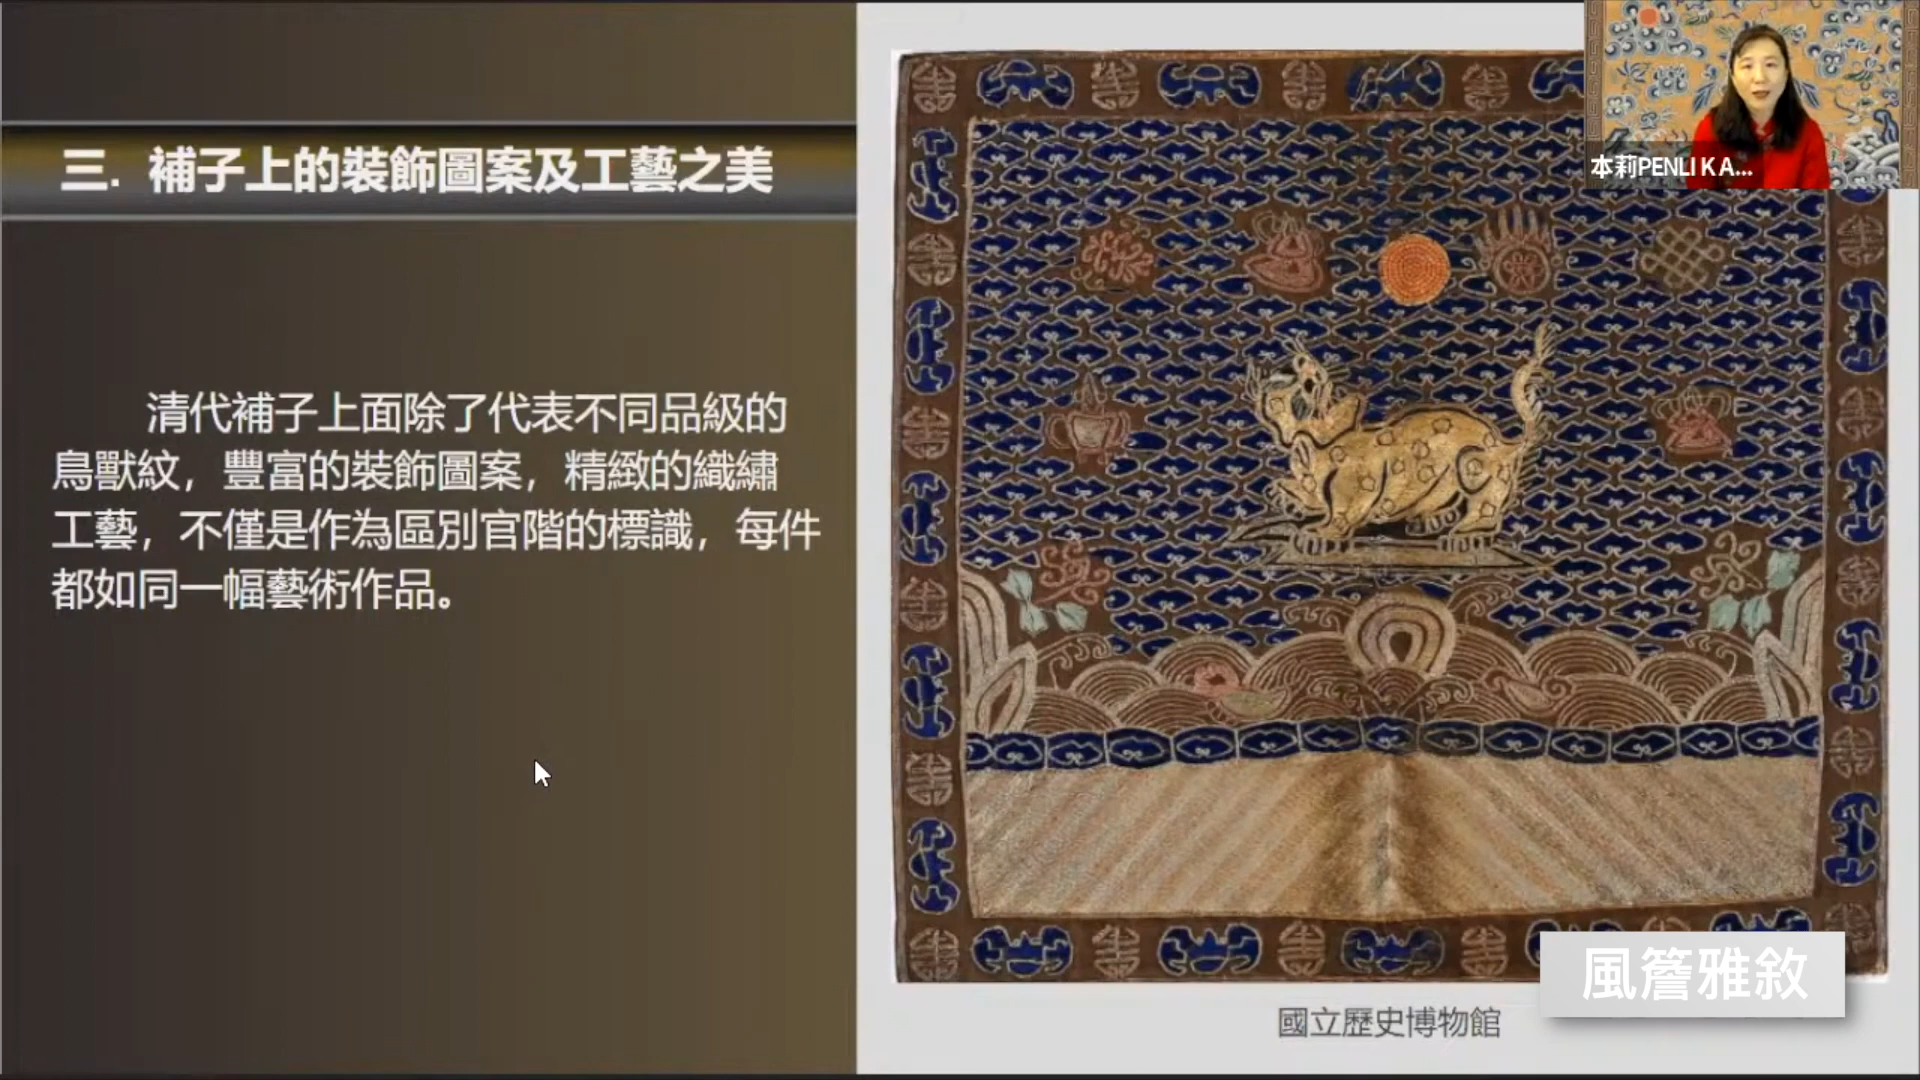 三. 補子上的裝飾圖案及工藝之美
清代補子上面除了代表不同品級的
鳥獸紋，豐富的裝飾圖案，精緻的織繡
工藝，不僅是作為區別官階的標識，每件
都如同一幅藝術作品。
本莉PENLI K A...
風簷雅敘
國立歷史博物館